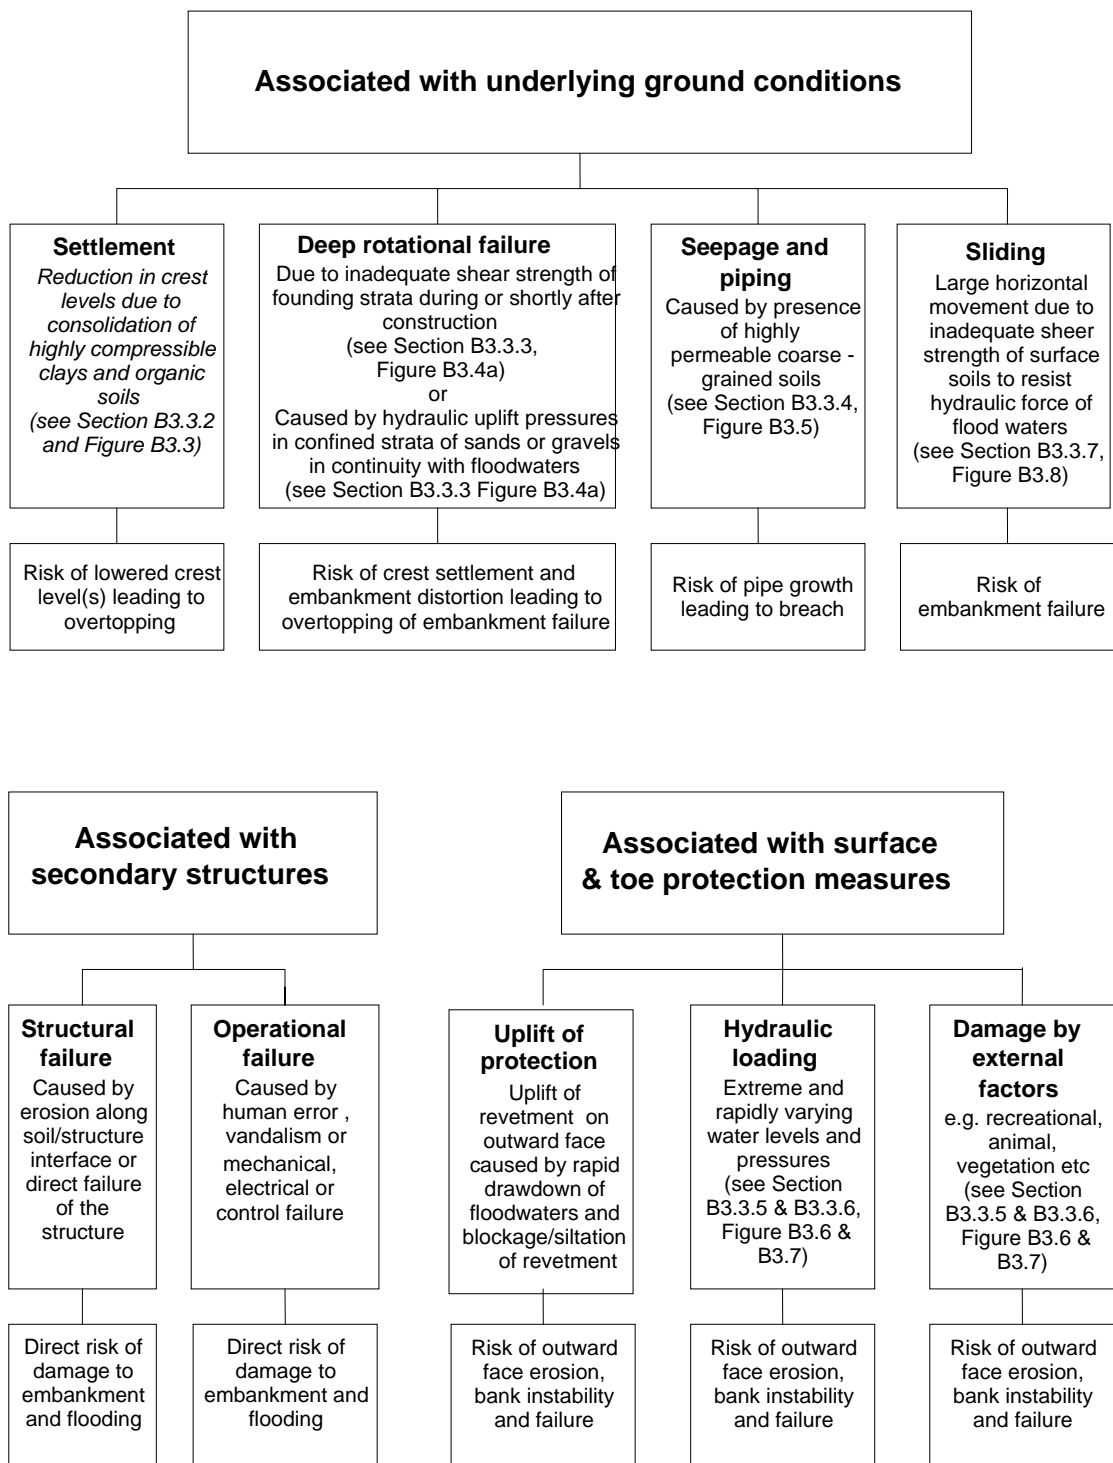 Associated with underlying ground conditions
Settlement
Reduction in crest
levels due to
consolidation of
highly compressible
clays and organic
soils
(see Section B3.3.2
and Figure B3.3)
Risk of lowered crest
level(s) leading to
overtopping
Deep rotational failure
Due to inadequate shear strength of
founding strata during or shortly after
construction
(see Section B3.3.3,
Figure B3.4a)
or
Caused by hydraulic uplift pressures
in confined strata of sands or gravels
in continuity with floodwaters
(see Section B3.3.3 Figure B3.4a)
Risk of crest settlement and
embankment distortion leading to
overtopping of embankment failure
Seepage and
piping
Caused by presence
of highly
permeable coarse -
grained soils
(see Section B3.3.4,
Figure B3.5)
Risk of pipe growth
leading to breach
Sliding
Large horizontal
movement due to
inadequate sheer
strength of surface
soils to resist
hydraulic force of
flood waters
(see Section B3.3.7,
Figure B3.8)
Risk of
embankment failure
Associated with
secondary structures
Structural
failure
Caused by
erosion along
soil/structure
interface or
direct failure
of the
structure
Direct risk of
damage to
embankment
and flooding
Operational
failure
Caused by
human error ,
vandalism or
mechanical,
electrical or
control failure
Direct risk of
damage to
embankment and
flooding
Associated with surface
& toe protection measures
Uplift of
protection
Uplift of
revetment on
outward face
caused by rapid
drawdown of
floodwaters and
blockage/siltation
of revetment
Risk of outward
face erosion,
bank instability
and failure
Hydraulic
loading
Extreme and
rapidly varying
water levels and
pressures
(see Section
B3.3.5 & B3.3.6,
Figure B3.6 &
B3.7)
Risk of outward
face erosion,
bank instability
and failure
Damage by
external
factors
e.g. recreational,
animal,
vegetation etc
(see Section
B3.3.5 & B3.3.6,
Figure B3.6 &
B3.7)
Risk of outward
face erosion,
bank instability
and failure